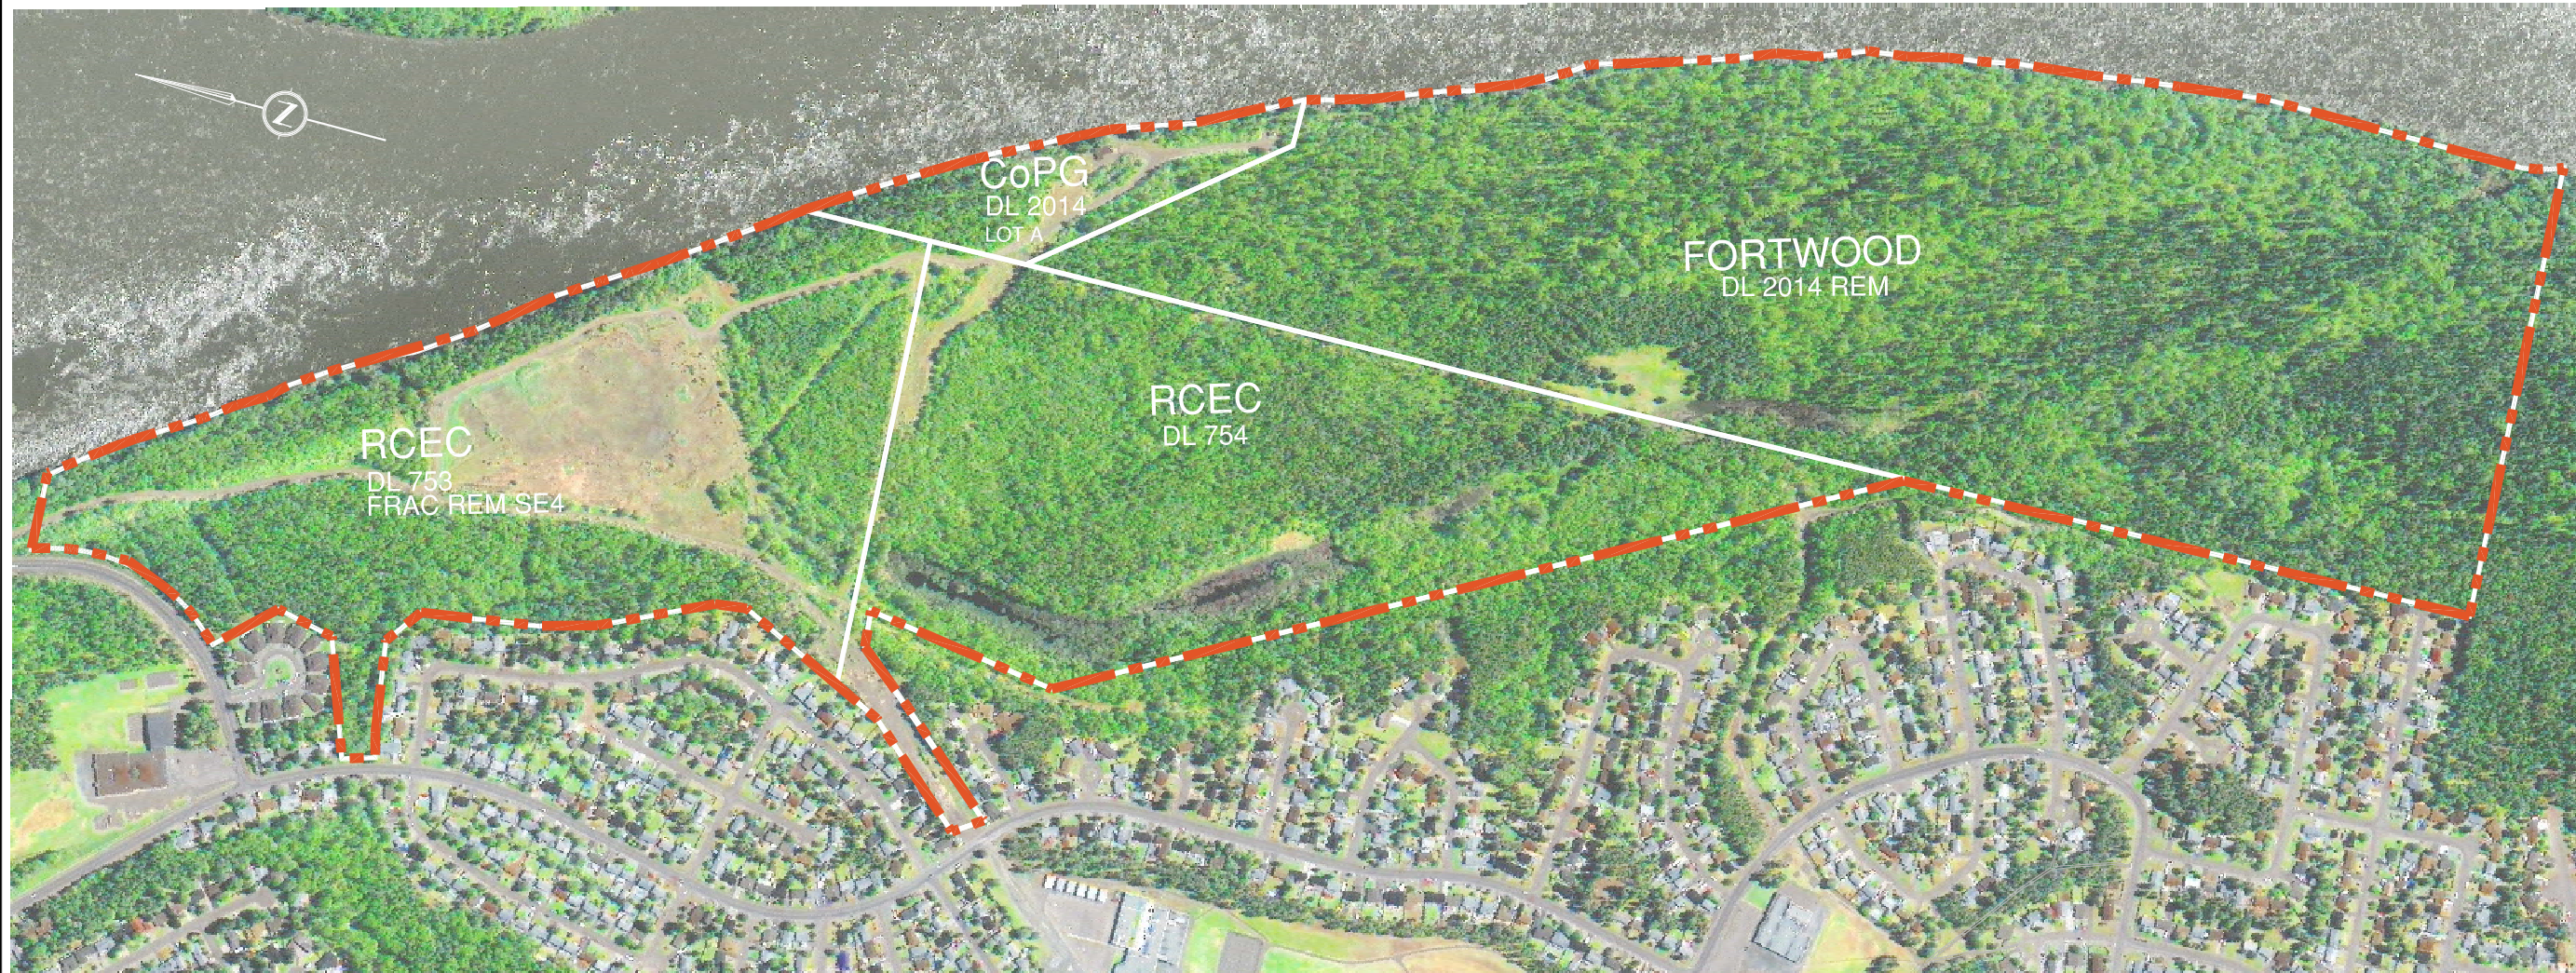 CoPG
DL 2014
LOT A
FORTWOOD
DL 2014 REM
RCEC
DL 754
RCEC
DL 753
FRAC REM SE4
N